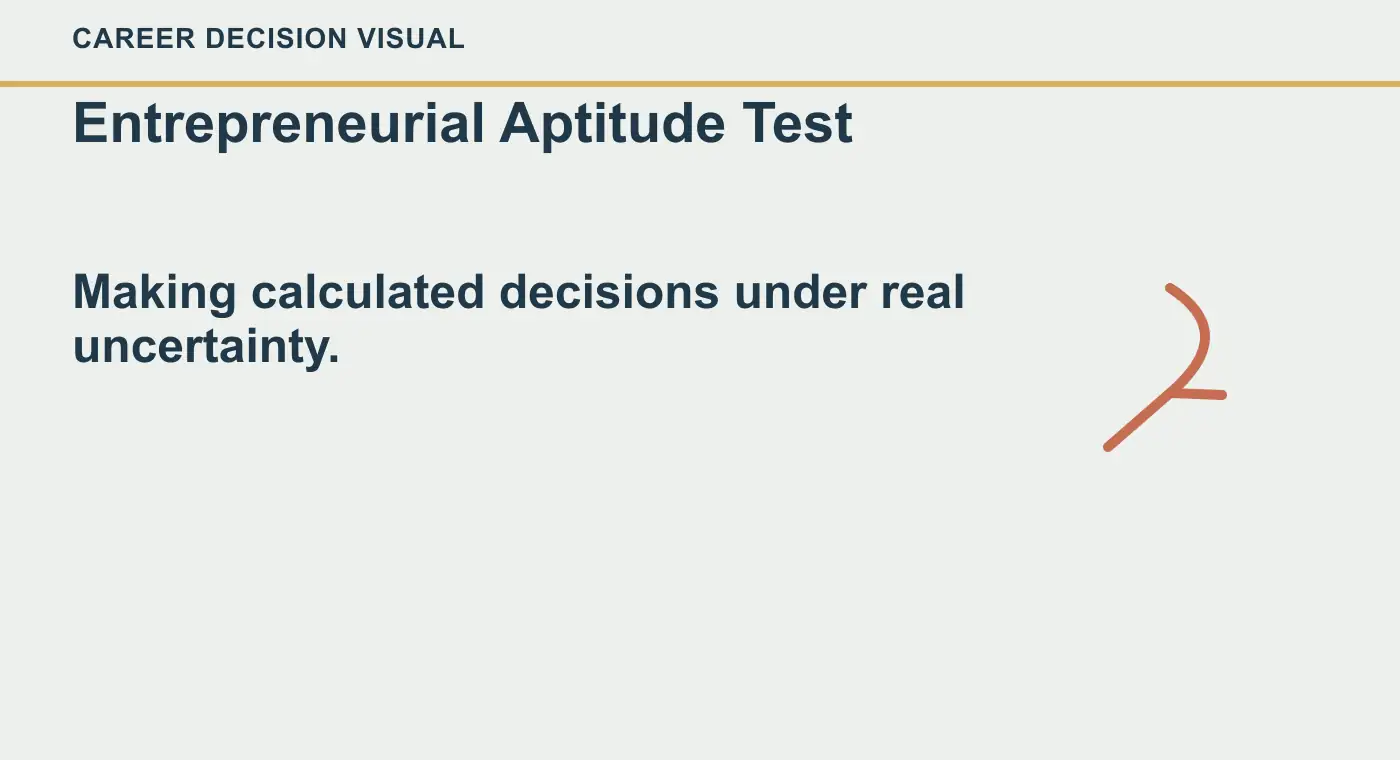 CAREER DECISION VISUAL
Entrepreneurial Aptitude Test
Making calculated decisions under real
uncertainty.